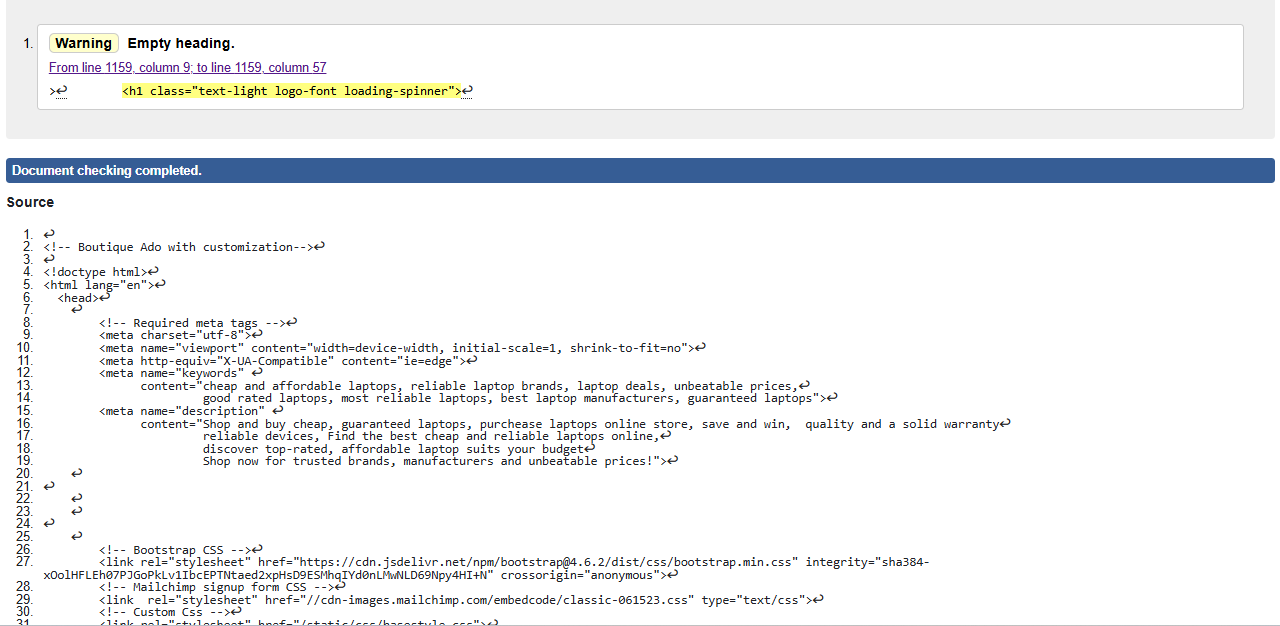 1. Warning Empty heading.
From line 1159, column 9; to line 1159, column 57
>↩ <h1 class="text-light logo-font loading-spinner">↩
Document checking completed.
Source
1. ↩
2. <!-- Boutique Ado with customization-->↩
3. ↩
4. <!doctype html>↩
5. <html lang="en">↩
6. <head>↩
7. ↩
8. <!-- Required meta tags -->↩
9. <meta charset="utf-8">↩
10. <meta name="viewport" content="width=device-width, initial-scale=1, shrink-to-fit=no">↩
11. <meta http-equiv="X-UA-Compatible" content="ie=edge">↩
12. <meta name="keywords" ↩
13. content="cheap and affordable laptops, reliable laptop brands, laptop deals, unbeatable prices,↩
14. good rated laptops, most reliable laptops, best laptop manufacturers, guaranteed laptops">↩
15. <meta name="description" ↩
16. content="Shop and buy cheap, guaranteed laptops, purchease laptops online store, save and win,  quality and a solid warranty↩
17. reliable devices, Find the best cheap and reliable laptops online,↩
18. discover top-rated, affordable laptop suits your budget↩
19. Shop now for trusted brands, manufacturers and unbeatable prices!">↩
20. ↩
21. ↩
22. ↩
23. ↩
24. ↩
25. ↩
26. <!-- Bootstrap CSS -->↩
27. <link rel="stylesheet" href="https://cdn.jsdelivr.net/npm/bootstrap@4.6.2/dist/css/bootstrap.min.css" integrity="sha384-
xOolHFLEh07PJGoPkLv1IbcEPTNtaed2xpHsD9ESMhqIYd0nLMwNLD69Npy4HI+N" crossorigin="anonymous">↩
28. <!-- Mailchimp signup form CSS -->↩
29. <link  rel="stylesheet" href="//cdn-images.mailchimp.com/embedcode/classic-061523.css" type="text/css">↩
30. <!-- Custom Css -->↩
31. <link rel="stylesheet" href="/static/css/basestyle.css">↩